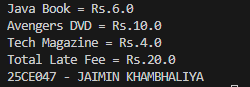 Java Book = Rs.6.0
Avengers DVD = Rs.10.0
Tech Magazine = Rs.4.0
Total Late Fee = Rs.20.0
25CE047 - JAIMIN KHAMBHALIYA